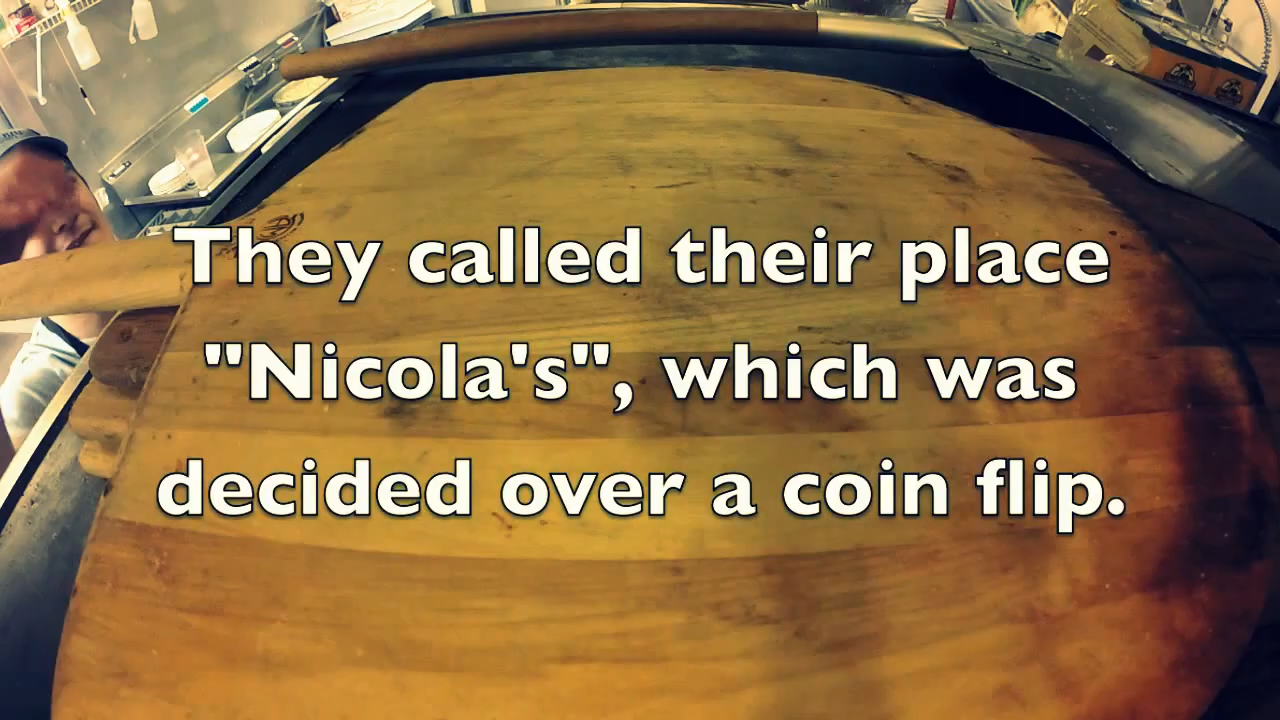 They called their place
"Nicola's", which was
decided over a coin flip.